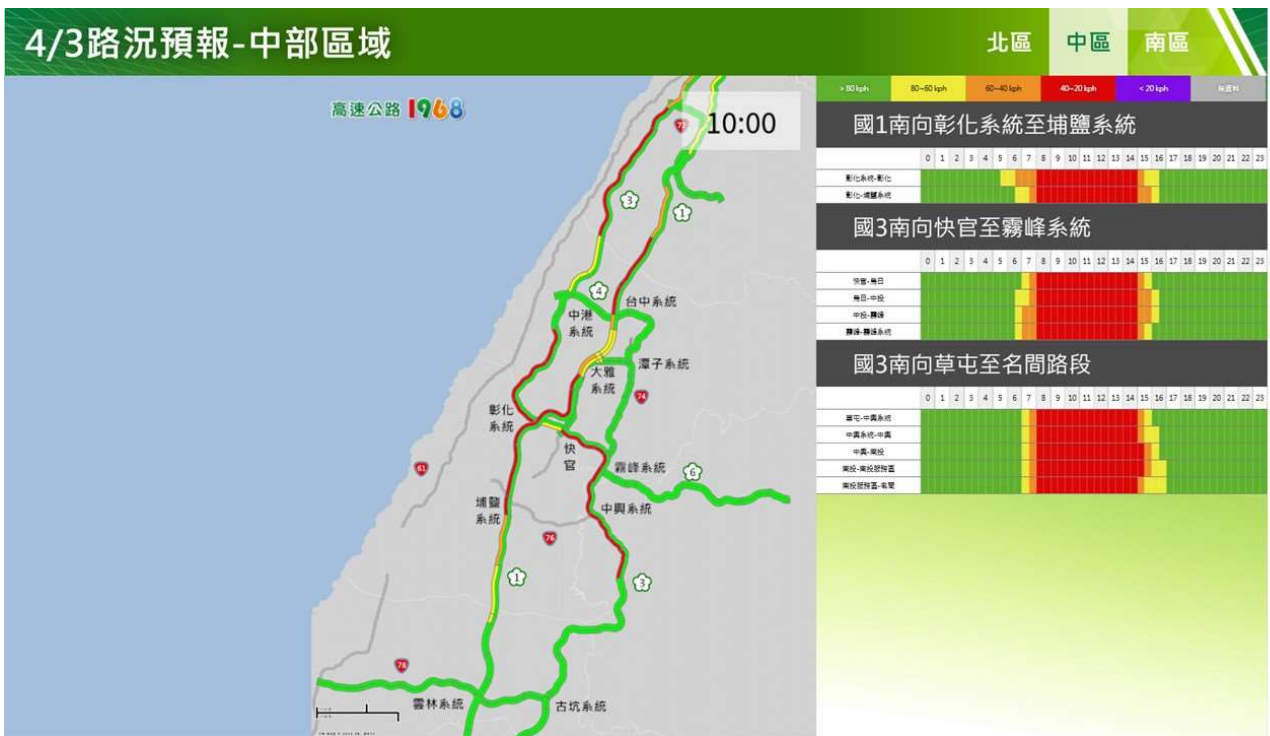 4/3路況預報-中部區域
北區 中區 南區
高速公路1968
10:00
> 80 kph 80~60 kph 60~40 kph 40~20 kph < 20 kph 無資料
國1南向彰化系統至埔鹽系統
0 1 2 3 4 5 6 7 8 9 10 11 12 13 14 15 16 17 18 19 20 21 22 23
彰化系統-彰化
彰化-埔鹽系統
國3南向快官至霧峰系統
0 1 2 3 4 5 6 7 8 9 10 11 12 13 14 15 16 17 18 19 20 21 22 23
快官-烏日
烏日-中投
中投-霧峰
霧峰-霧峰系統
國3南向草屯至名間路段
0 1 2 3 4 5 6 7 8 9 10 11 12 13 14 15 16 17 18 19 20 21 22 23
草屯-中興系統
中興系統-中興
中興-南投
南投-南投服務區
南投服務區-名間
3
1
4
台中系統
中港
系統
潭子系統
大雅
系統
74
彰化
系統
快
官
61
霧峰系統
6
埔鹽
系統
中興系統
76
1
3
78
雲林系統
古坑系統